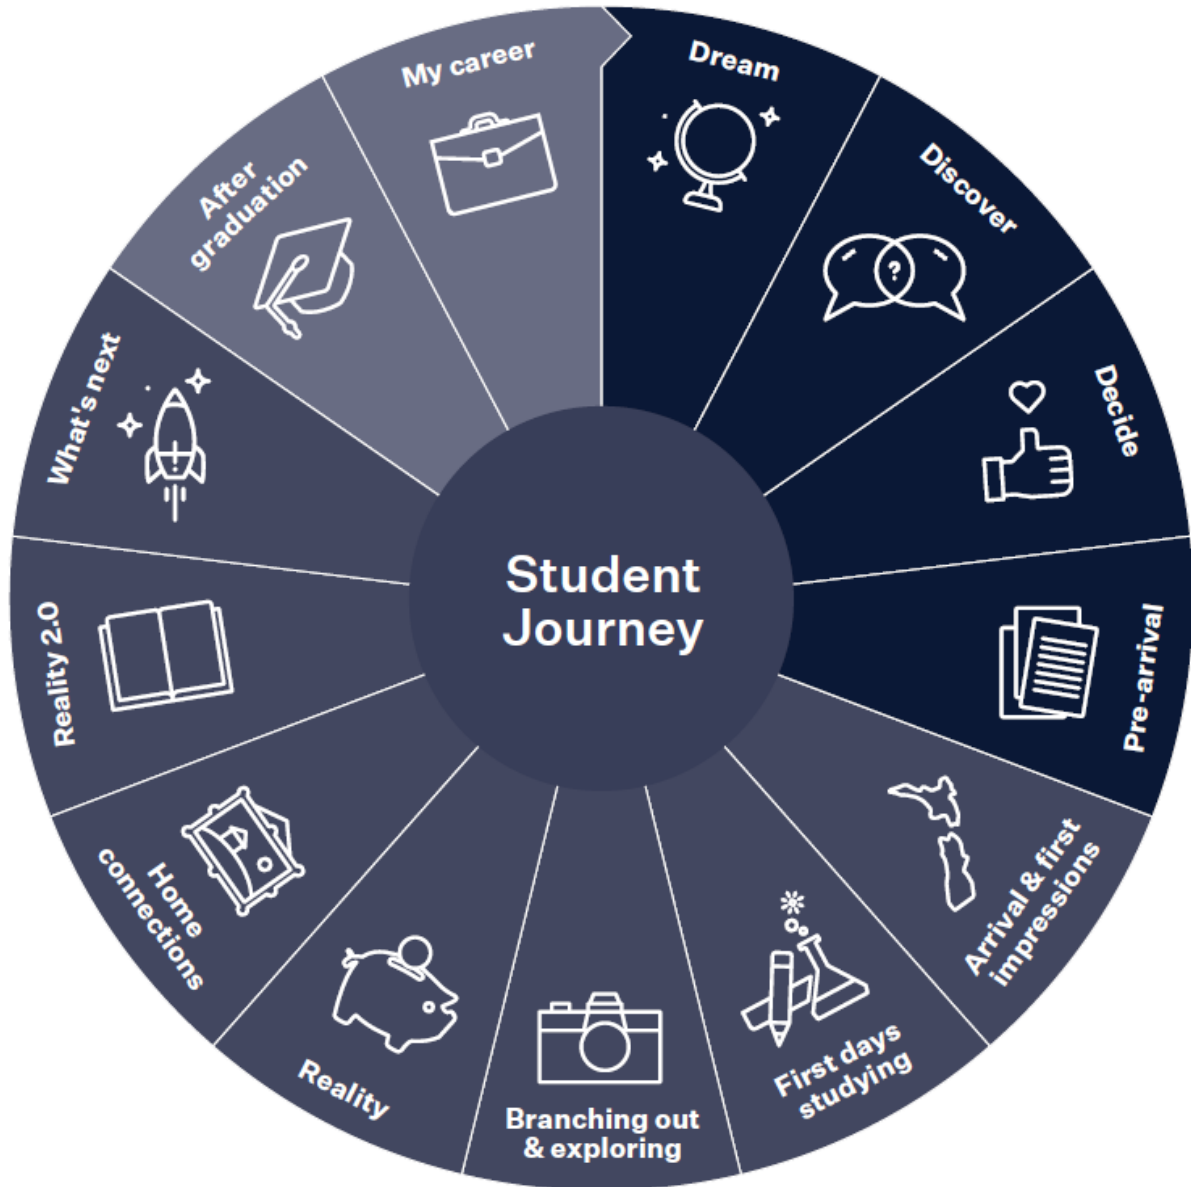 Student
Journey
Dream
Discover
?
Decide
Pre-arrival
Arrival & first
impressions
First days
studying
Branching out
& exploring
Reality
Home
connections
Reality 2.0
What's next
After
graduation
My career